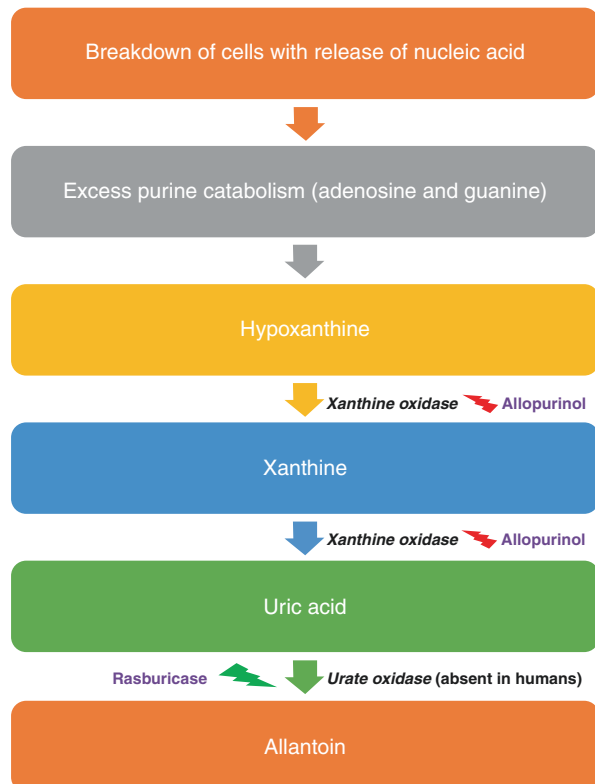 Breakdown of cells with release of nucleic acid
Excess purine catabolism (adenosine and guanine)
Hypoxanthine
Xanthine oxidase Allopurinol
Xanthine
Xanthine oxidase Allopurinol
Uric acid
Rasburicase Urate oxidase (absent in humans)
Allantoin